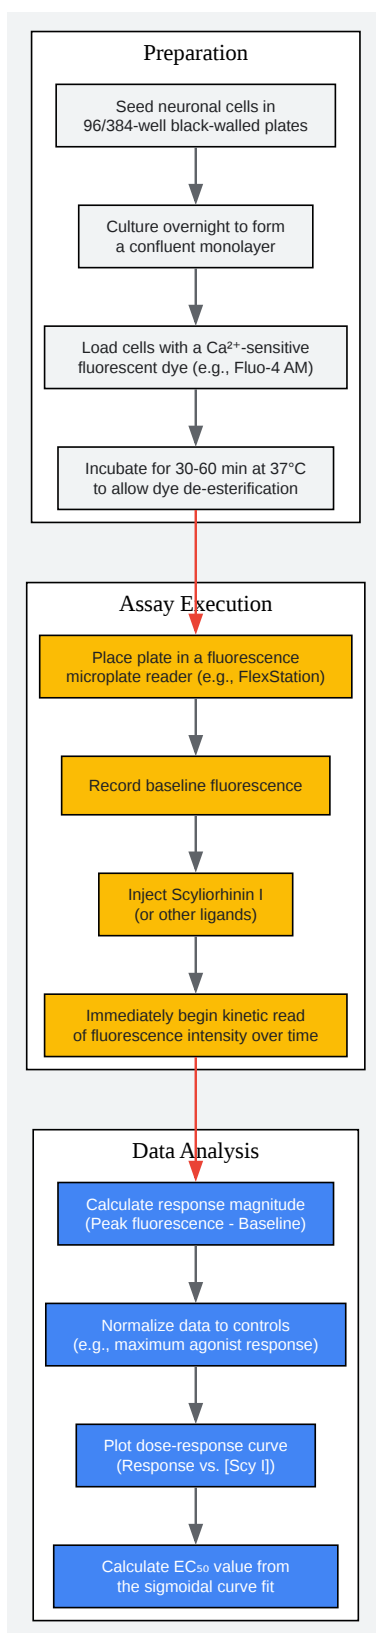 Preparation
Seed neuronal cells in
96/384-well black-walled plates
Culture overnight to form
a confluent monolayer
Load cells with a Ca²⁺-sensitive
fluorescent dye (e.g., Fluo-4 AM)
Incubate for 30-60 min at 37°C
to allow dye de-esterification
Assay Execution
Place plate in a fluorescence
microplate reader (e.g., FlexStation)
Record baseline fluorescence
Inject Scyliorhinin I
(or other ligands)
Immediately begin kinetic read
of fluorescence intensity over time
Data Analysis
Calculate response magnitude
(Peak fluorescence - Baseline)
Normalize data to controls
(e.g., maximum agonist response)
Plot dose-response curve
(Response vs. [Scy I])
Calculate EC₅₀ value from
the sigmoidal curve fit